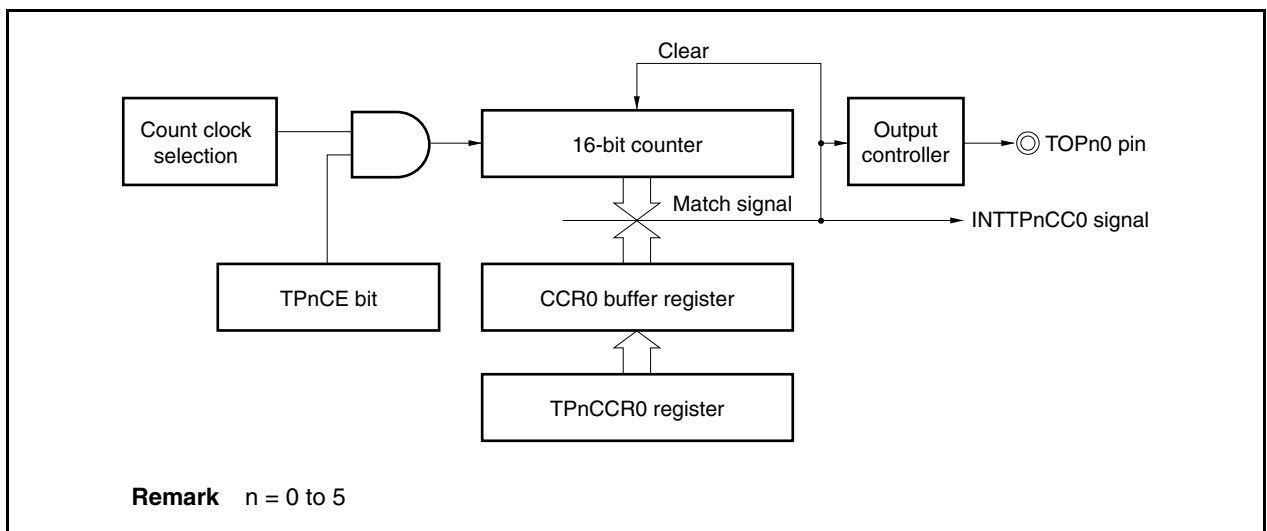 Clear
Count clock
selection
16-bit counter
Output
controller
TOPn0 pin
Match signal
INTTPnCC0 signal
TPnCE bit
CCR0 buffer register
TPnCCR0 register
Remark n = 0 to 5